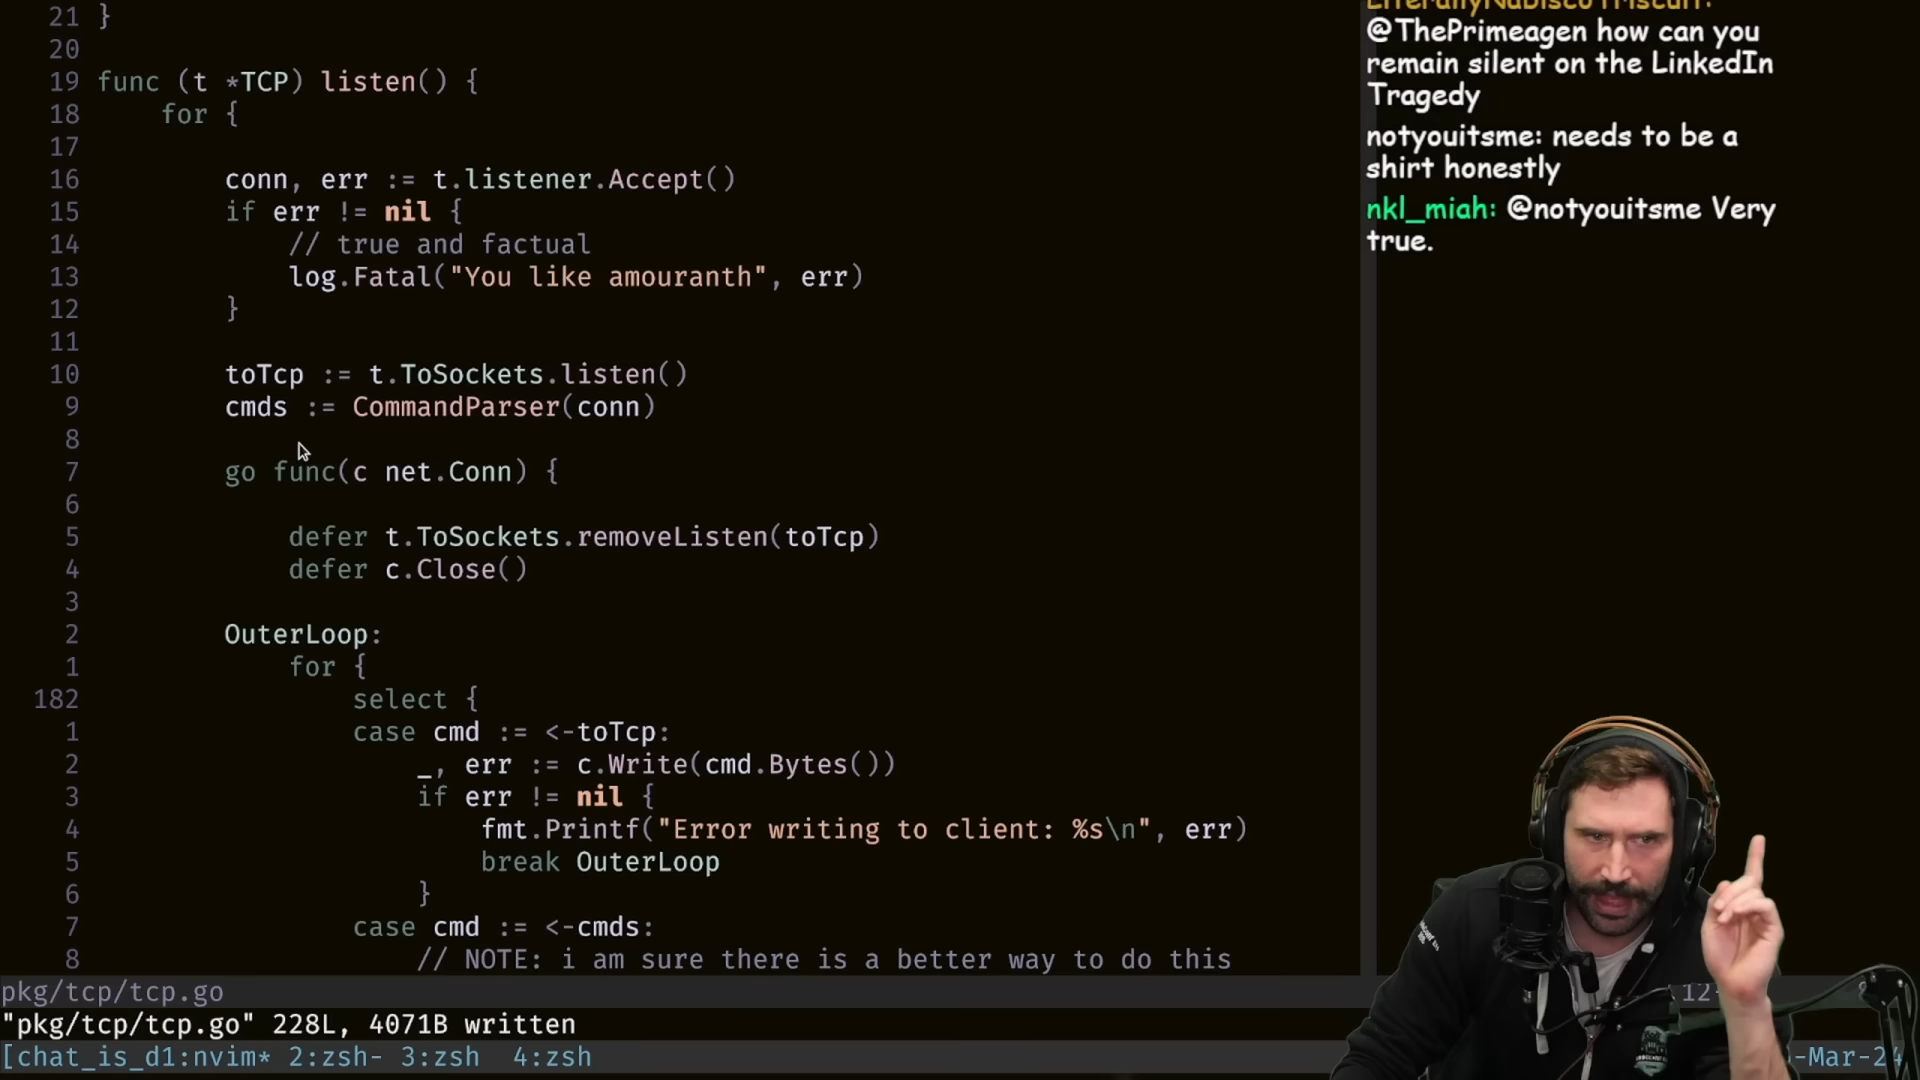 21 }
20
19 func (t *TCP) listen() {
18 for {
17
16 conn, err := t.listener.Accept()
15 if err != nil {
14 // true and factual
13 log.Fatal("You like amouranth", err)
12 }
11
10 toTcp := t.ToSockets.listen()
9 cmds := CommandParser(conn)
8
7 go func(c net.Conn) {
6
5 defer t.ToSockets.removeListen(toTcp)
4 defer c.Close()
3
2 OuterLoop:
1 for {
182 select {
1 case cmd := <-toTcp:
2 _, err := c.Write(cmd.Bytes())
3 if err != nil {
4 fmt.Printf("Error writing to client: %s\n", err)
5 break OuterLoop
6 }
7 case cmd := <-cmds:
8 // NOTE: i am sure there is a better way to do this
pkg/tcp/tcp.go
"pkg/tcp/tcp.go" 228L, 4071B written
[chat_is_d1:nvim* 2:zsh- 3:zsh 4:zsh
-Mar-24
LiterallyNabiscoTriscuit:
@ThePrimeagen how can you
remain silent on the LinkedIn
Tragedy
notyouitsme: needs to be a
shirt honestly
nkl_miah: @notyouitsme Very
true.